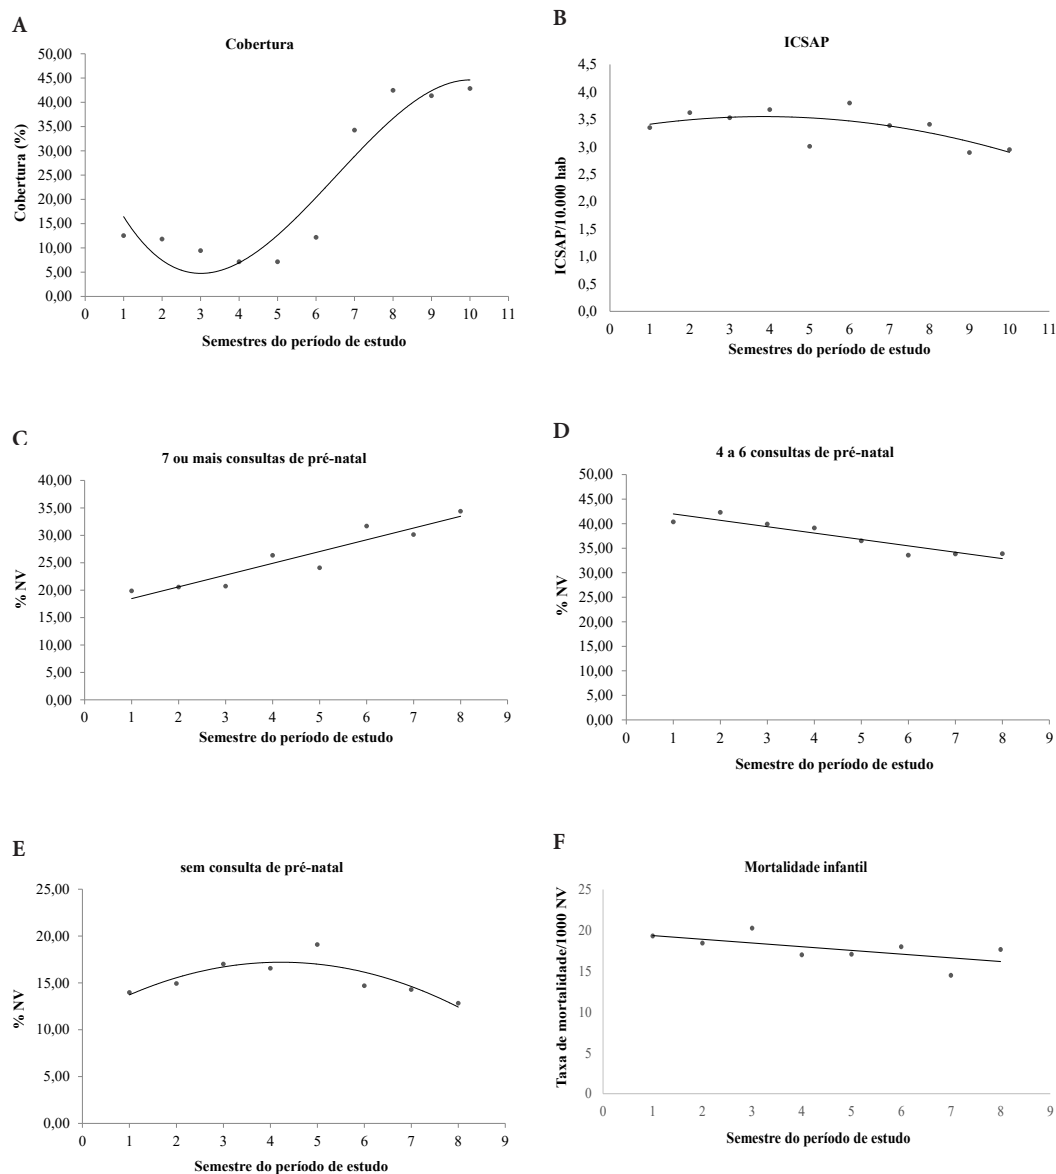 A
Cobertura
50,00
45,00
40,00
35,00
30,00
25,00
20,00
15,00
10,00
5,00
0,00
Cobertura (%)
0 1 2 3 4 5 6 7 8 9 10 11
Semestres do período de estudo
B
ICSAP
4,5
4,0
3,5
3,0
2,5
2,0
1,5
1,0
0,5
0,0
ICSAP/10.000 hab
0 1 2 3 4 5 6 7 8 9 10 11
Semestres do período de estudo
C
7 ou mais consultas de pré-natal
40,00
35,00
30,00
25,00
20,00
15,00
10,00
5,00
0,00
% NV
0 1 2 3 4 5 6 7 8 9
Semestre do período de estudo
D
4 a 6 consultas de pré-natal
50,00
45,00
40,00
35,00
30,00
25,00
20,00
15,00
10,00
5,00
0,00
% NV
0 1 2 3 4 5 6 7 8 9
Semestre do período de estudo
E
sem consulta de pré-natal
25,00
20,00
15,00
10,00
5,00
0,00
% NV
0 1 2 3 4 5 6 7 8 9
Semestre do período de estudo
F
Mortalidade infantil
25
20
15
10
5
0
Taxa de mortalidade/1000 NV
0 1 2 3 4 5 6 7 8 9
Semestre do período de estudo